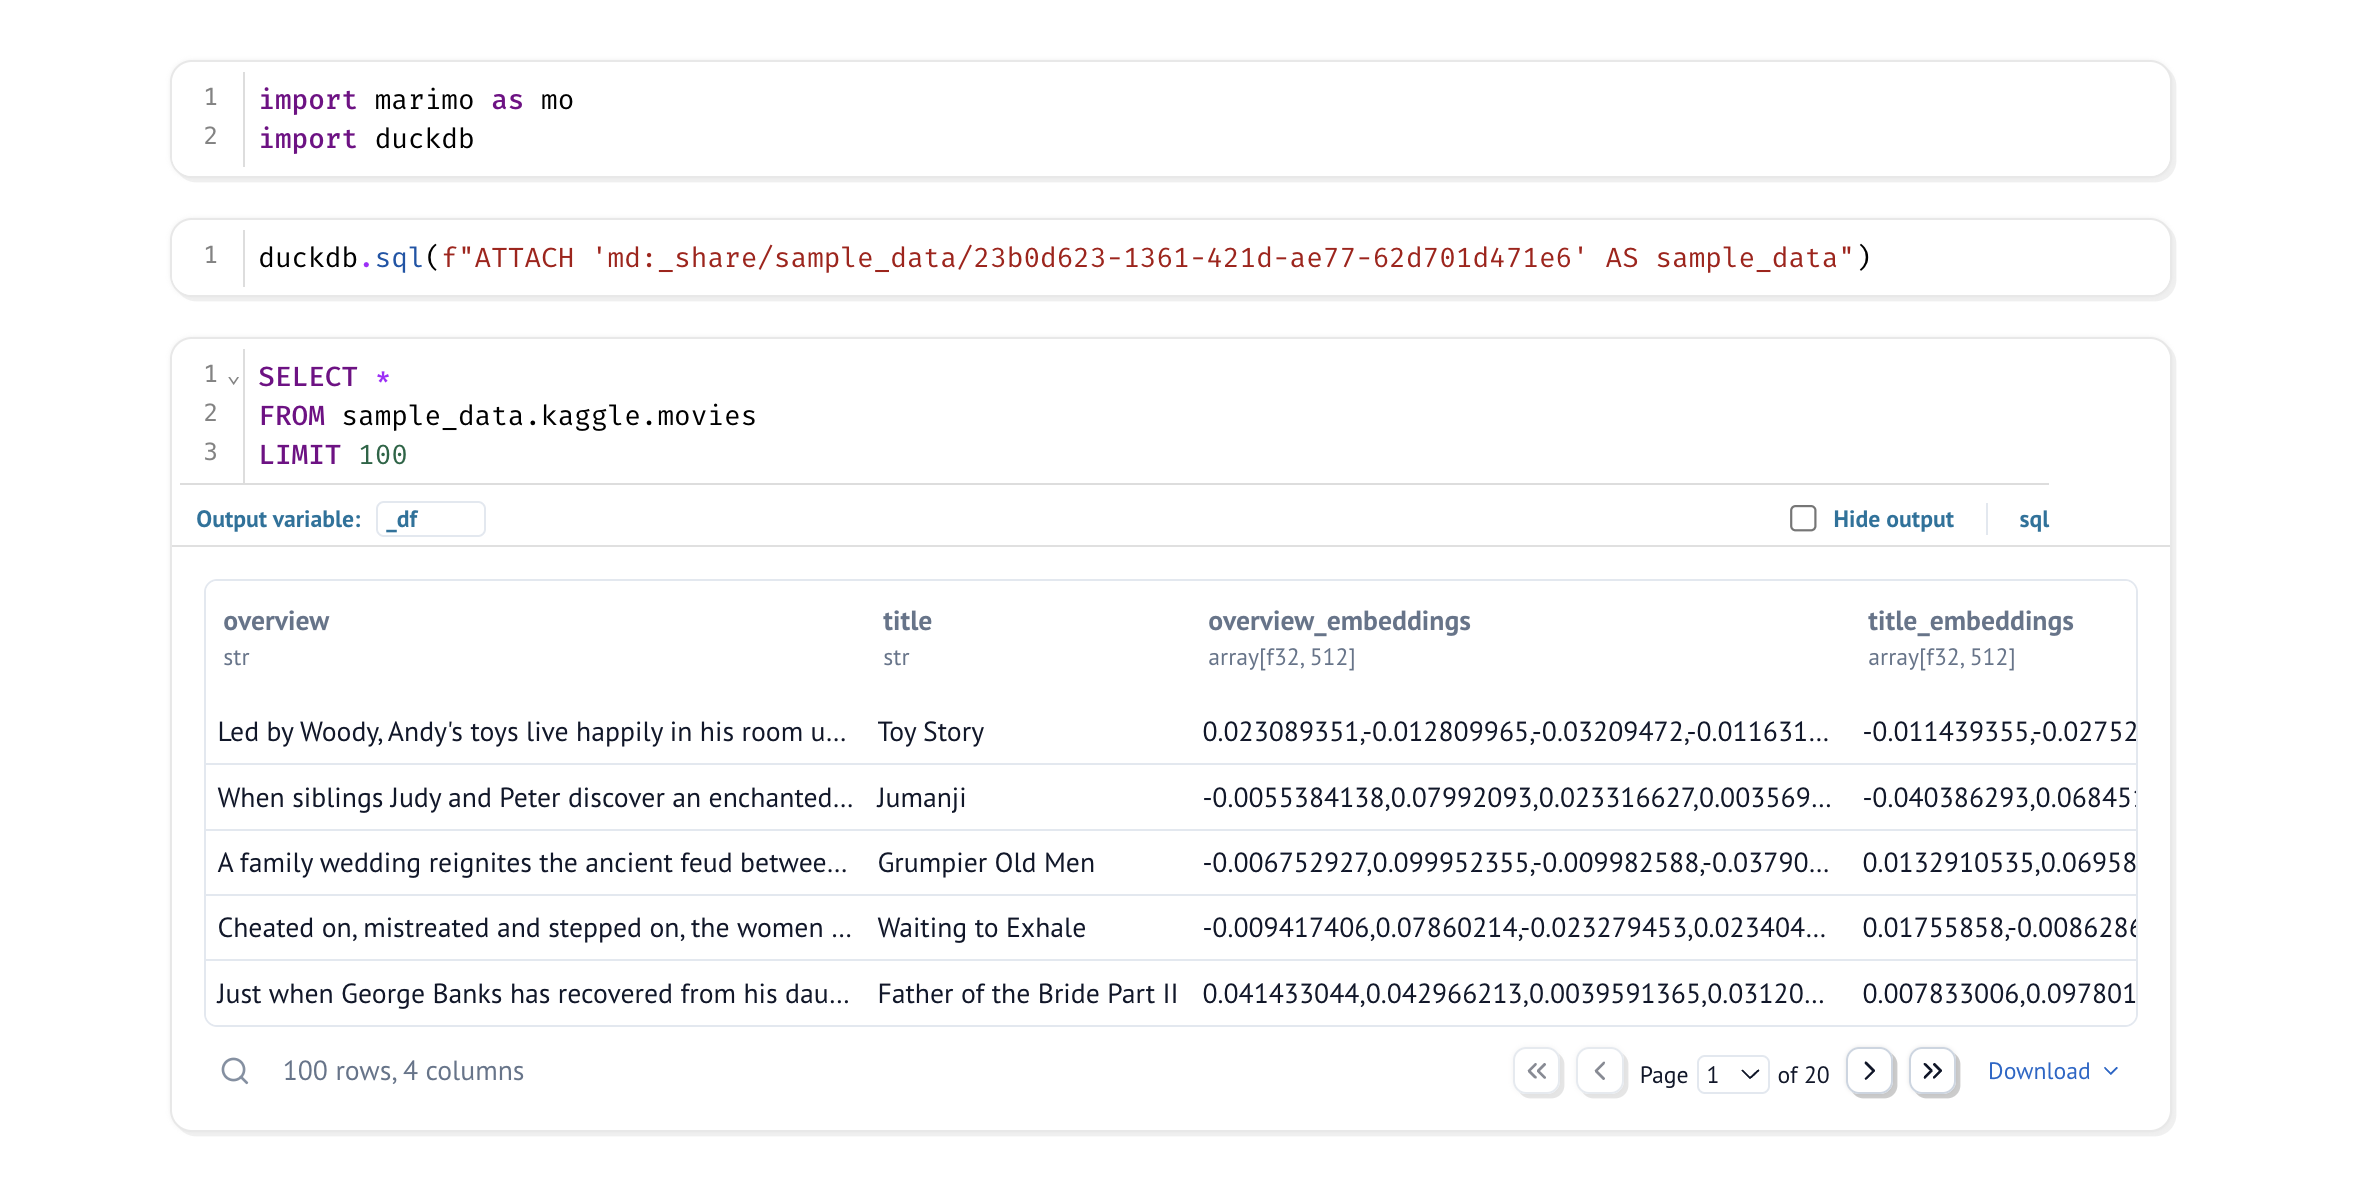 1 import marimo as mo
2 import duckdb
1 duckdb.sql(f"ATTACH 'md:_share/sample_data/23b0d623-1361-421d-ae77-62d701d471e6' AS sample_data")
1 SELECT *
2 FROM sample_data.kaggle.movies
3 LIMIT 100
Output variable: _df Hide output sql
overview title overview_embeddings title_embeddings
str str array[f32, 512] array[f32, 512]
Led by Woody, Andy's toys live happily in his room u... Toy Story 0.023089351,-0.012809965,-0.03209472,-0.011631... -0.011439355,-0.02752
When siblings Judy and Peter discover an enchanted... Jumanji -0.0055384138,0.07992093,0.023316627,0.003569... -0.040386293,0.068451
A family wedding reignites the ancient feud betwee... Grumpier Old Men -0.006752927,0.099952355,-0.009982588,-0.03790... 0.0132910535,0.06958
Cheated on, mistreated and stepped on, the women ... Waiting to Exhale -0.009417406,0.07860214,-0.023279453,0.023404... 0.01755858,-0.0086286
Just when George Banks has recovered from his dau... Father of the Bride Part II 0.041433044,0.042966213,0.0039591365,0.03120... 0.007833006,0.097801
100 rows, 4 columns Page 1 of 20 Download